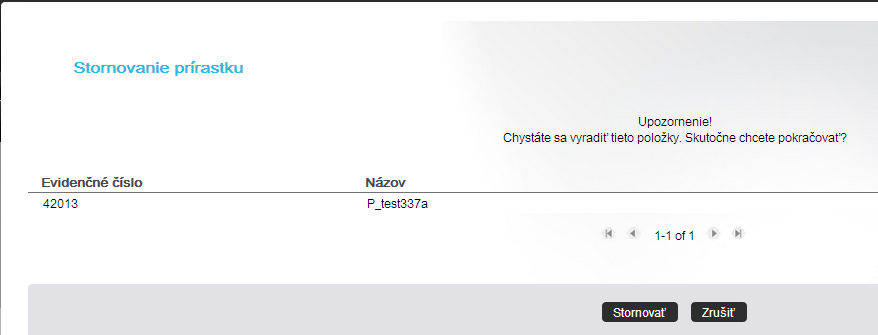 Stornovanie prírastku
Upozornenie!
Chystáte sa vyradiť tieto položky. Skutočne chcete pokračovať?
Evidenčné číslo Názov
42013 P_test337a
1-1 of 1
Stornovať Zrušiť